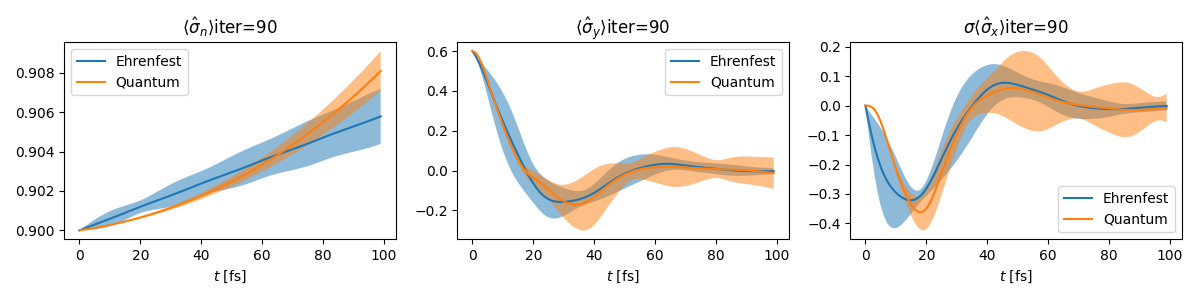 ⟨σ̂ₙ⟩iter=90
0.908
0.906
0.904
0.902
0.900
0 20 40 60 80 100
t [fs]
Ehrenfest
Quantum
⟨σ̂ᵧ⟩iter=90
0.6
0.4
0.2
0.0
−0.2
0 20 40 60 80 100
t [fs]
Ehrenfest
Quantum
σ⟨σ̂ₓ⟩iter=90
0.2
0.1
0.0
−0.1
−0.2
−0.3
−0.4
0 20 40 60 80 100
t [fs]
Ehrenfest
Quantum